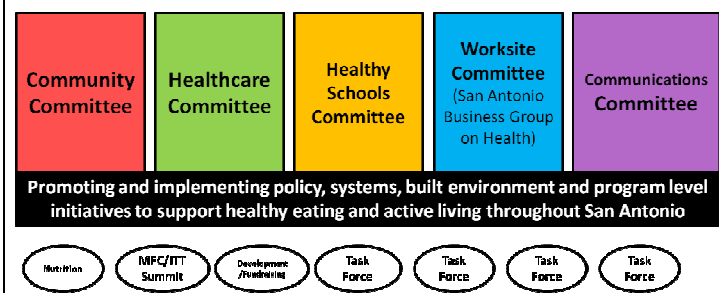 Community
Committee
Healthcare
Committee
Healthy
Schools
Committee
Worksite
Committee
(San Antonio
Business Group
on Health)
Communications
Committee
Promoting and implementing policy, systems, built environment and program level
initiatives to support healthy eating and active living throughout San Antonio
Nutrition
MFC/ITT
Summit
Development
/Fundraising
Task
Force
Task
Force
Task
Force
Task
Force